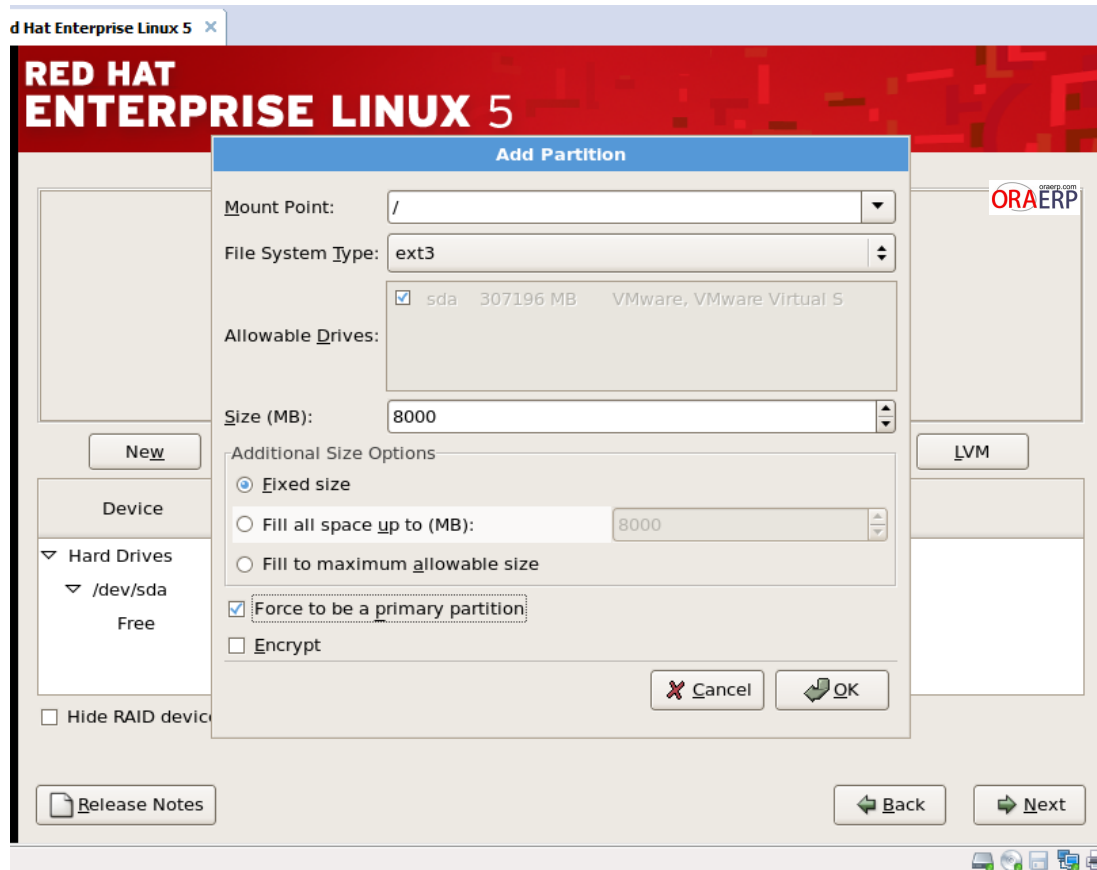 d Hat Enterprise Linux 5
RED HAT
ENTERPRISE LINUX 5
Add Partition
oraerp.com
ORAERP
Mount Point: /
File System Type: ext3
Allowable Drives: sda 307196 MB VMware, VMware Virtual S
Size (MB): 8000
New
LVM
Additional Size Options
Fixed size
Device
Fill all space up to (MB): 8000
Hard Drives
Fill to maximum allowable size
/dev/sda
Force to be a primary partition
Free
Encrypt
Cancel OK
Hide RAID devic
Release Notes Back Next